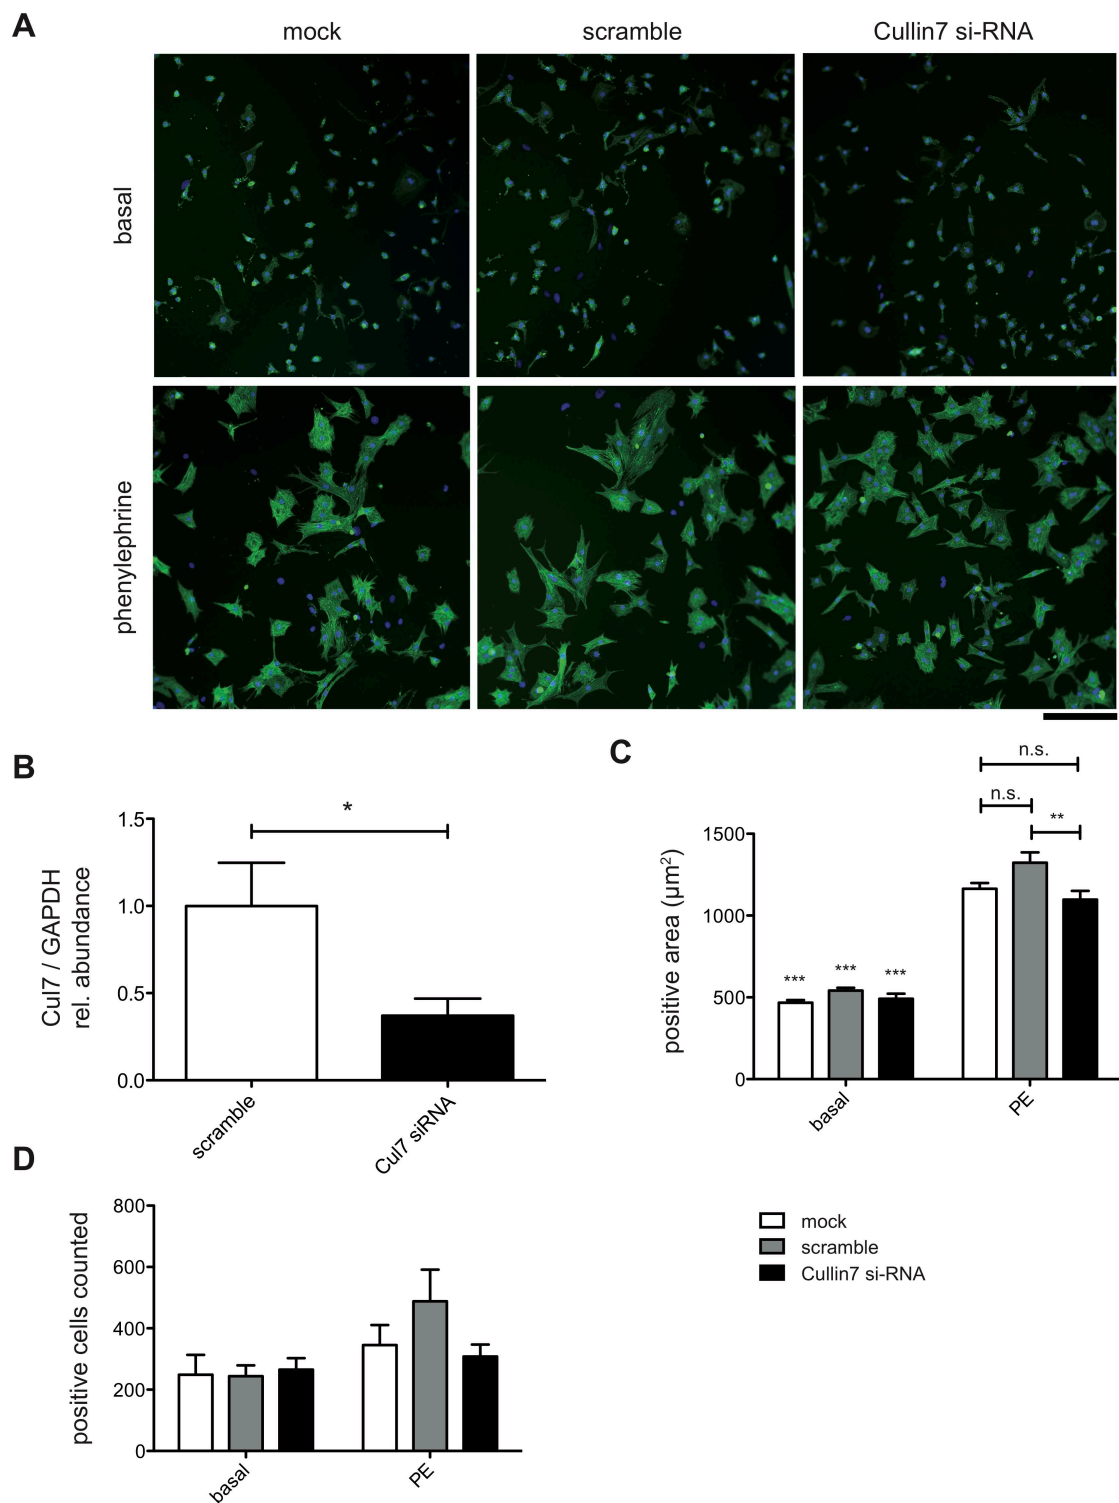 A
mock
scramble
Cullin7 si-RNA
basal
phenylephrine
B
Cul7 / GAPDH
rel. abundance
1.5
1.0
0.5
0.0
*
scramble
Cul7 siRNA
C
positive area (µm²)
1500
1000
500
0
***
***
***
n.s.
n.s.
**
basal
PE
D
positive cells counted
800
600
400
200
0
basal
PE
mock
scramble
Cullin7 si-RNA